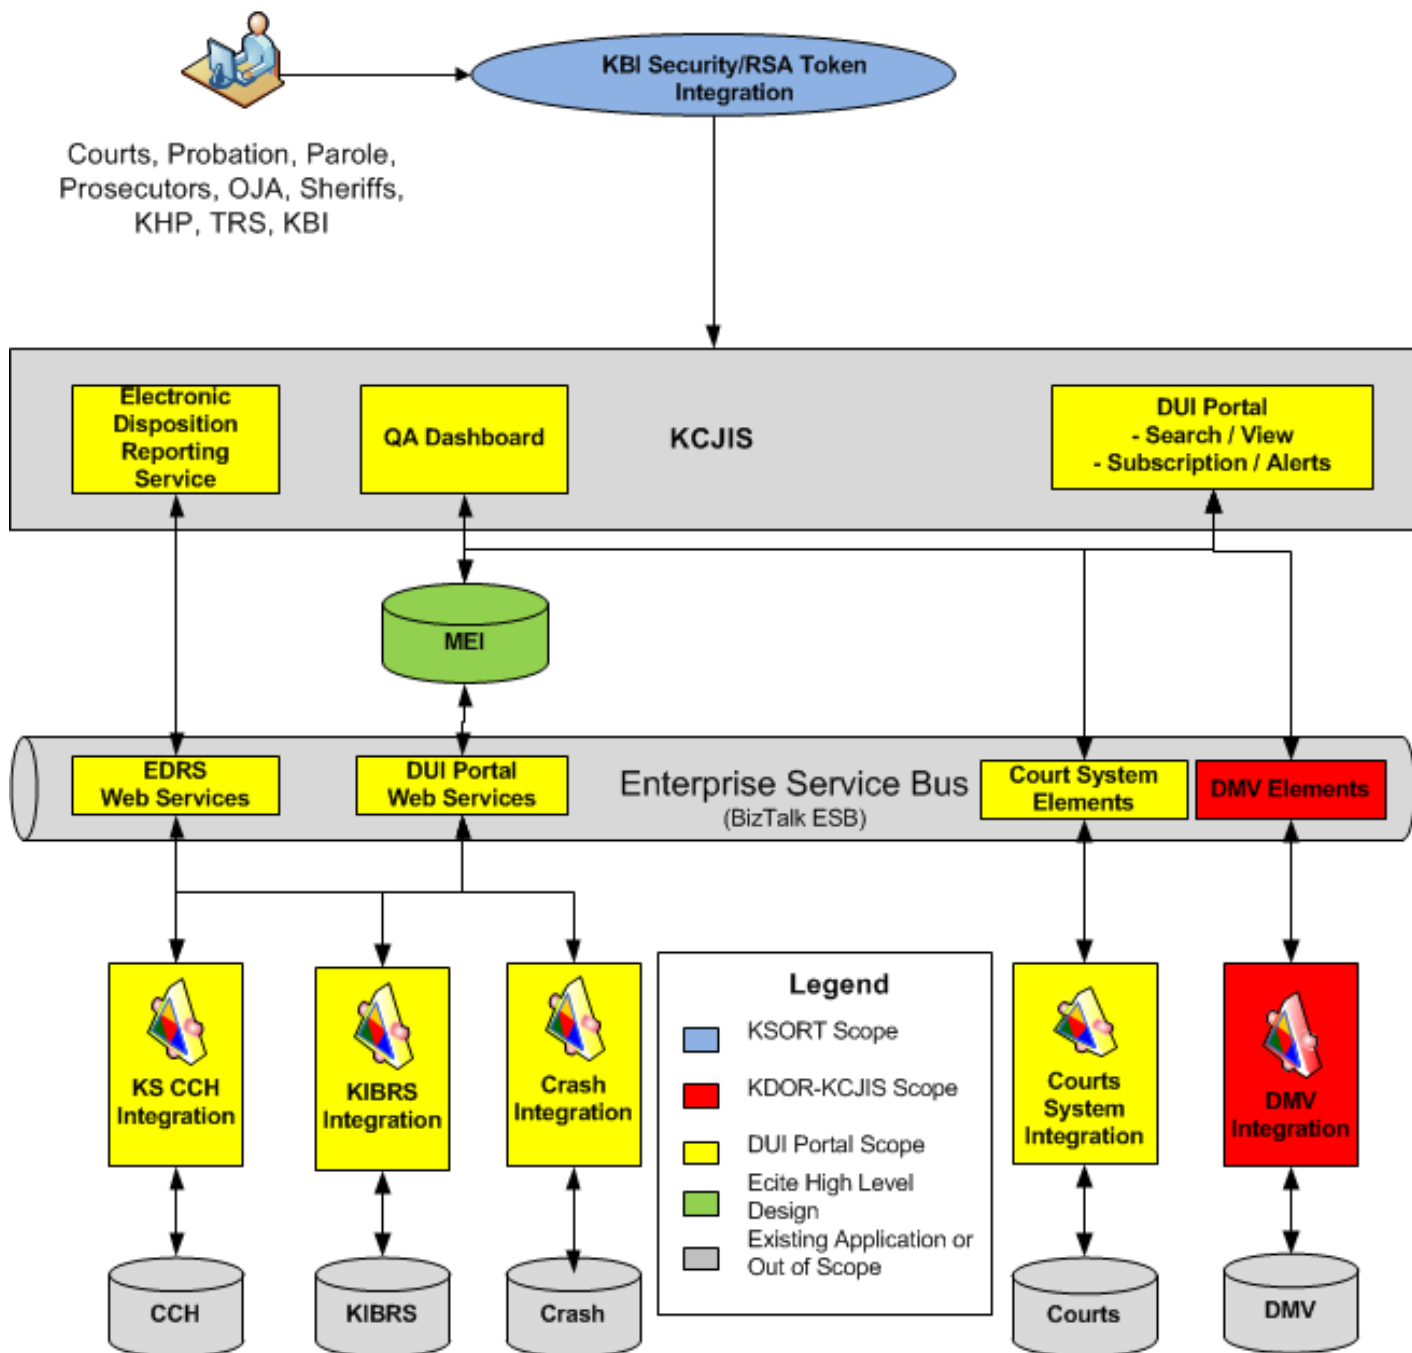 KBI Security/RSA Token
Integration
Courts, Probation, Parole,
Prosecutors, OJA, Sheriffs,
KHP, TRS, KBI
Electronic
Disposition
Reporting
Service
QA Dashboard
KCJIS
DUI Portal
- Search / View
- Subscription / Alerts
MEI
EDRS
Web Services
DUI Portal
Web Services
Enterprise Service Bus
(BizTalk ESB)
Court System
Elements
DMV Elements
KS CCH
Integration
KIBRS
Integration
Crash
Integration
Legend
KSORT Scope
KDOR-KCJIS Scope
DUI Portal Scope
Ecite High Level
Design
Existing Application or
Out of Scope
Courts
System
Integration
DMV
Integration
CCH
KIBRS
Crash
Courts
DMV